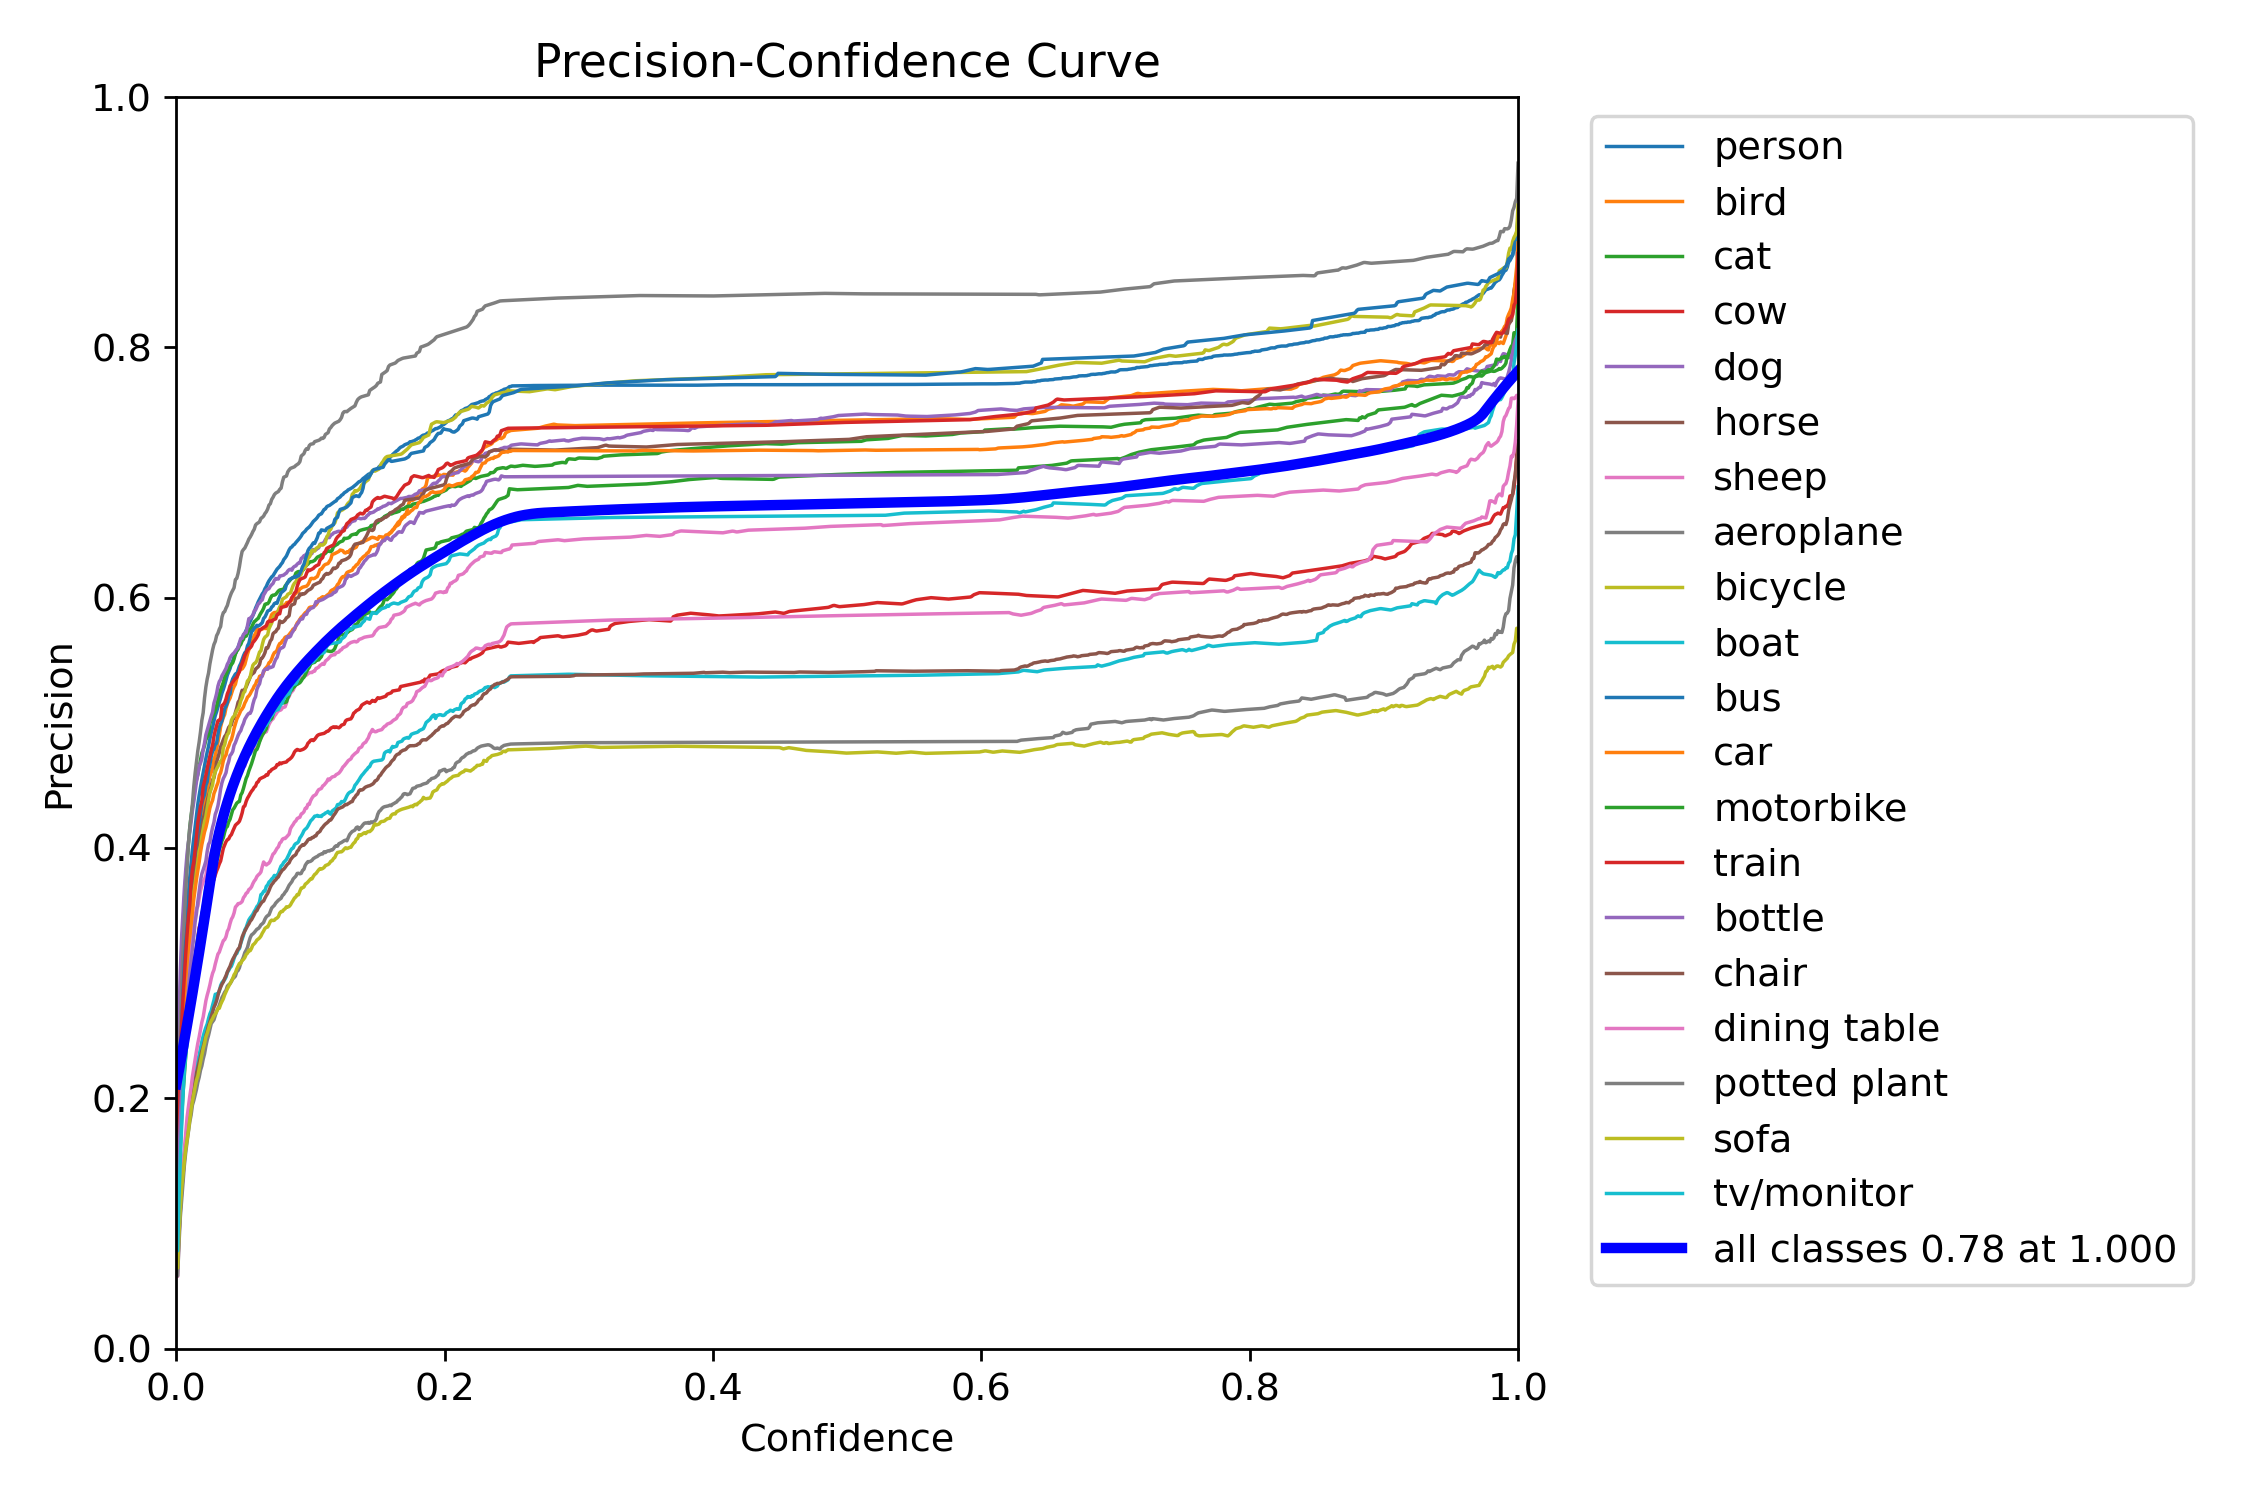 Precision-Confidence Curve
1.0
0.8
0.6
0.4
0.2
0.0
Precision
0.0 0.2 0.4 0.6 0.8 1.0
Confidence
person
bird
cat
cow
dog
horse
sheep
aeroplane
bicycle
boat
bus
car
motorbike
train
bottle
chair
dining table
potted plant
sofa
tv/monitor
all classes 0.78 at 1.000